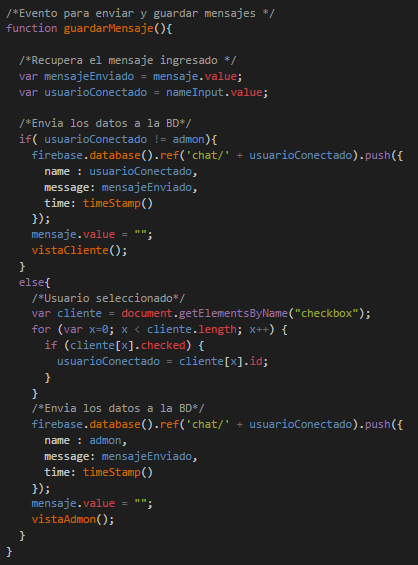 /*Evento para enviar y guardar mensajes */
function guardarMensaje(){
/*Recupera el mensaje ingresado */
var mensajeEnviado = mensaje.value;
var usuarioConectado = nameInput.value;
/*Envia los datos a la BD*/
if( usuarioConectado != admon){
firebase.database().ref('chat/' + usuarioConectado).push({
name : usuarioConectado,
message: mensajeEnviado,
time: timeStamp()
});
mensaje.value = "";
vistaCliente();
}
else{
/*Usuario seleccionado*/
var cliente = document.getElementsByName("checkbox");
for (var x=0; x < cliente.length; x++) {
if (cliente[x].checked) {
usuarioConectado = cliente[x].id;
}
}
/*Envia los datos a la BD*/
firebase.database().ref('chat/' + usuarioConectado).push({
name : admon,
message: mensajeEnviado,
time: timeStamp()
});
mensaje.value = "";
vistaAdmon();
}
}